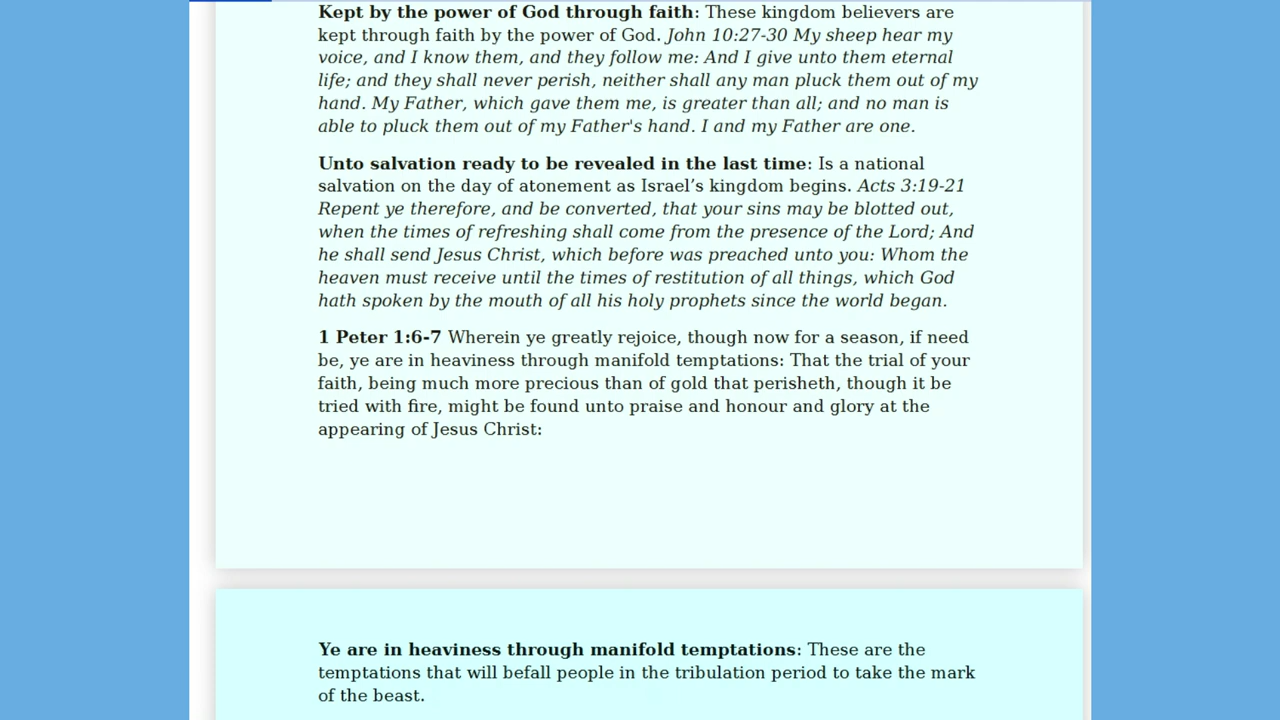 Kept by the power of God through faith: These kingdom believers are
kept through faith by the power of God. John 10:27-30 My sheep hear my
voice, and I know them, and they follow me: And I give unto them eternal
life; and they shall never perish, neither shall any man pluck them out of my
hand. My Father, which gave them me, is greater than all; and no man is
able to pluck them out of my Father's hand. I and my Father are one.
Unto salvation ready to be revealed in the last time: Is a national
salvation on the day of atonement as Israel’s kingdom begins. Acts 3:19-21
Repent ye therefore, and be converted, that your sins may be blotted out,
when the times of refreshing shall come from the presence of the Lord; And
he shall send Jesus Christ, which before was preached unto you: Whom the
heaven must receive until the times of restitution of all things, which God
hath spoken by the mouth of all his holy prophets since the world began.
1 Peter 1:6-7 Wherein ye greatly rejoice, though now for a season, if need
be, ye are in heaviness through manifold temptations: That the trial of your
faith, being much more precious than of gold that perisheth, though it be
tried with fire, might be found unto praise and honour and glory at the
appearing of Jesus Christ:
Ye are in heaviness through manifold temptations: These are the
temptations that will befall people in the tribulation period to take the mark
of the beast.